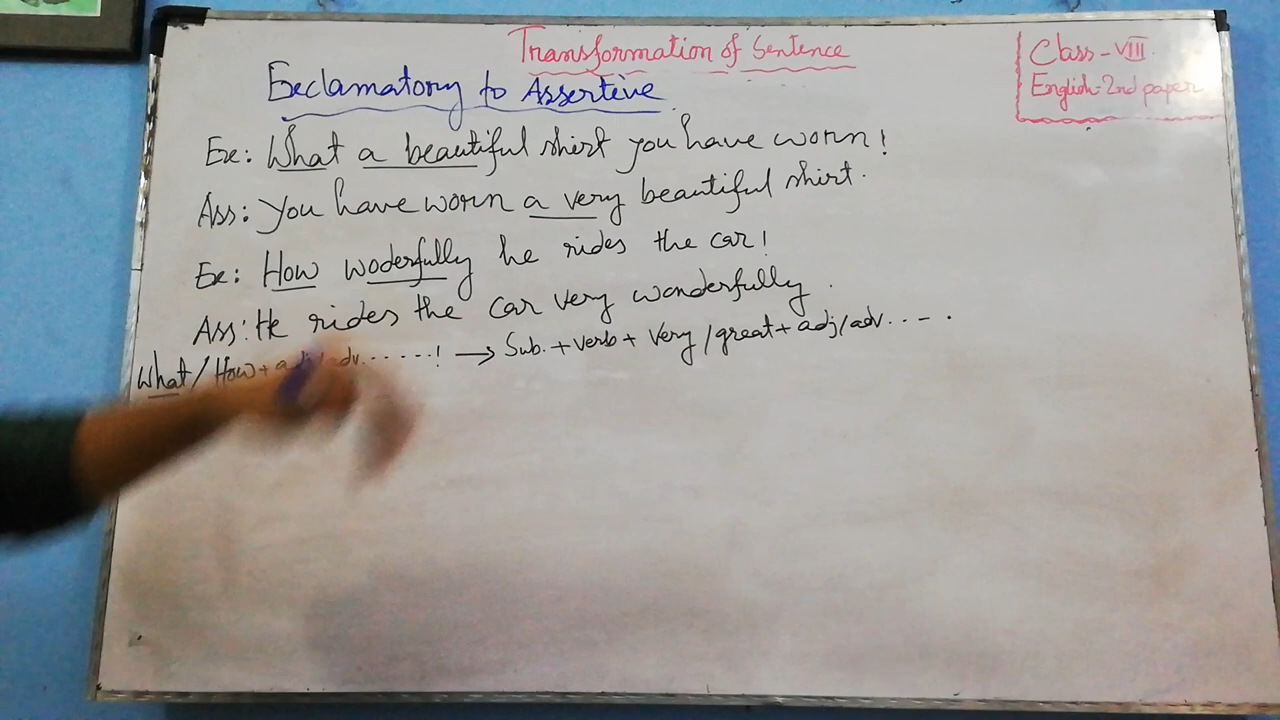 Transformation of Sentence
Class-VIII
English-2nd paper
Exclamatory to Assertive
Ex: What a beautiful shirt you have worn!
Ass: You have worn a very beautiful shirt.
Ex: How woderfully he rides the car!
Ass: He rides the car very wonderfully.
What/How+ adj/adv.......! → Sub.+verb+ Very/great+adj/adv.....